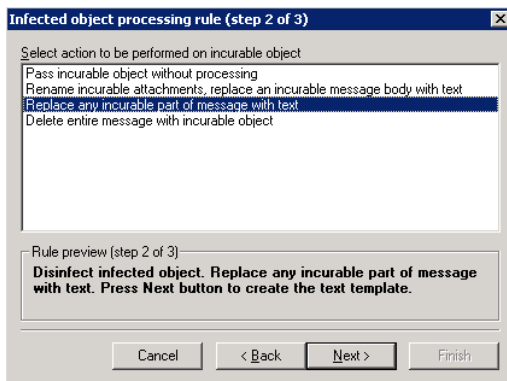 Infected object processing rule (step 2 of 3)
Select action to be performed on incurable object
Pass incurable object without processing
Rename incurable attachments, replace an incurable message body with text
Replace any incurable part of message with text
Delete entire message with incurable object
Rule preview (step 2 of 3)
Disinfect infected object. Replace any incurable part of message
with text. Press Next button to create the text template.
Cancel < Back Next > Finish